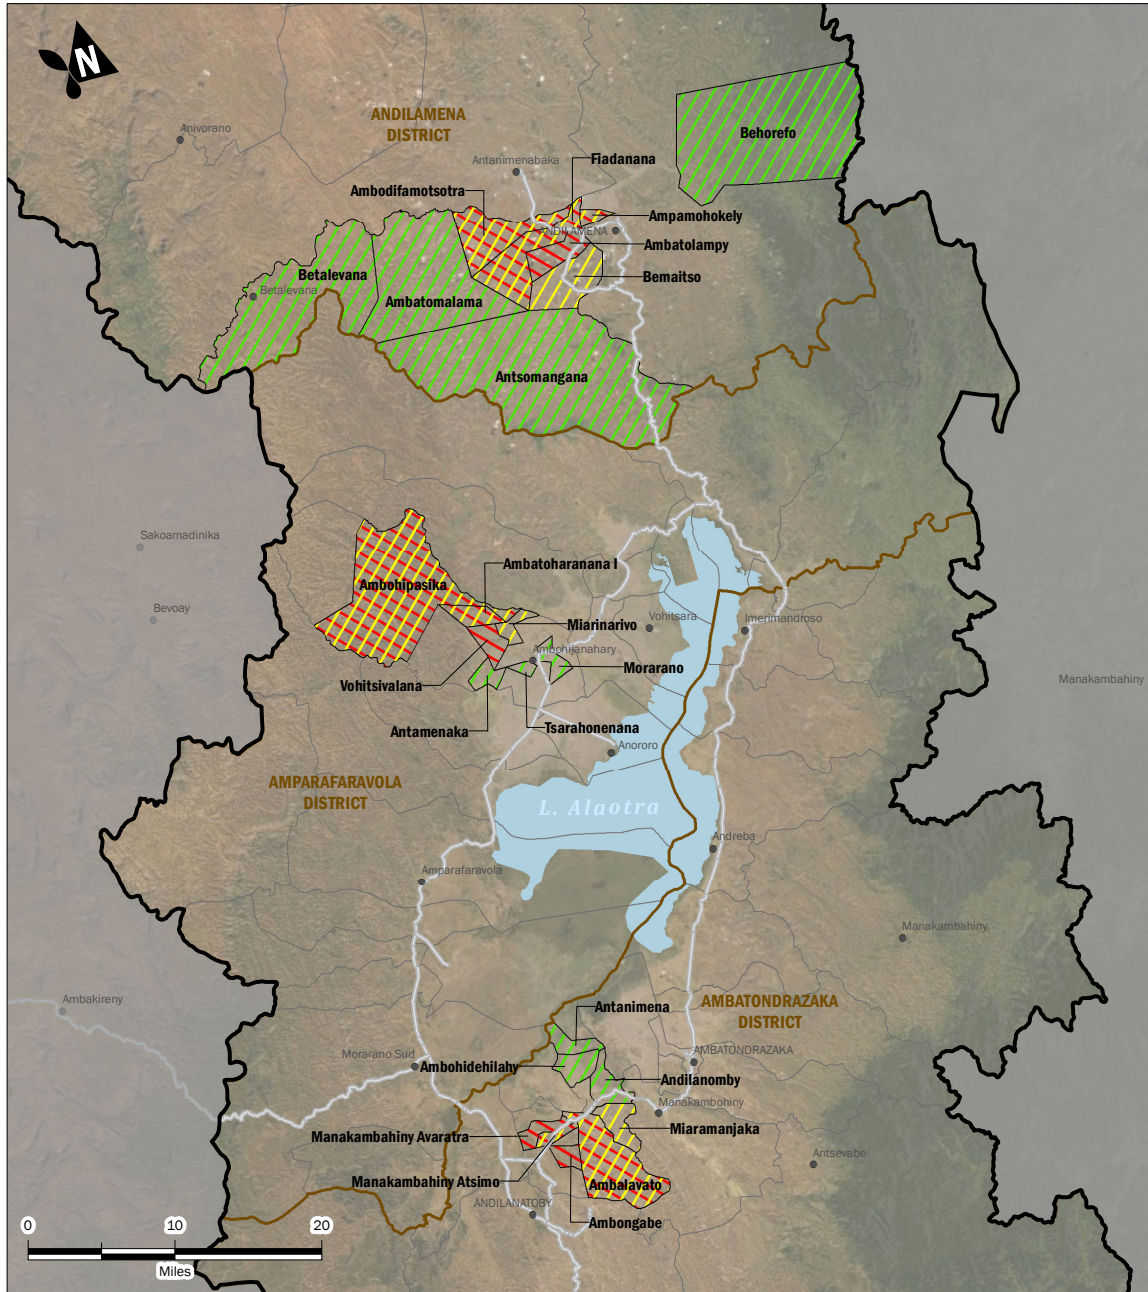 N
ANDILAMENA
DISTRICT
Anivorano
Behorefo
Antanimenabaka
Fiadanana
Ambodifamotsotra
Ampamohokely
ANDILAMENA
Ambatolampy
Betalevana
Bemaitso
Betalevana
Ambatomalama
Antsomangana
Sakoamadinika
Ambatoharanana I
Ambohipasika
Bevoay
Vohitsara
Imerimandroso
Miarinarivo
Ambohijanahary
Morarano
Manakambahiny
Vohitsivalana
Antamenaka
Tsarahonenana
Anororo
AMPARAFARAVOLA
DISTRICT
L. Alaotra
Andreba
Amparafaravola
Manakambahiny
Ambakireny
Antanimena
AMBATONDRAZAKA
DISTRICT
Morarano Sud
AMBATONDRAZAKA
Ambohidehilahy
Andilanomby
Manakambohiny
Miaramanjaka
Manakambahiny Avaratra
Antsevabe
Manakambahiny Atsimo
Ambalavato
ANDILANATOBY
Ambongabe
0 10 20
Miles